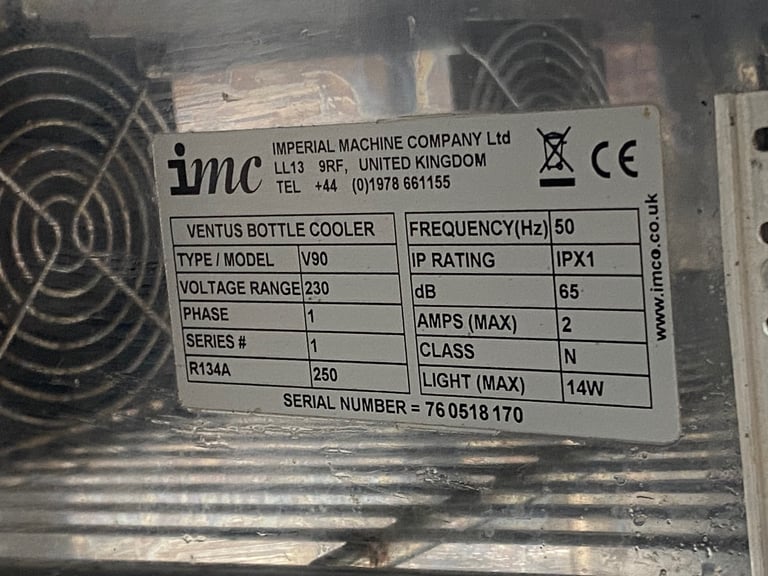 imc
IMPERIAL MACHINE COMPANY Ltd
LL13 9RF, UNITED KINGDOM
TEL +44 (0)1978 661155
CE
VENTUS BOTTLE COOLER
TYPE / MODEL V90
VOLTAGE RANGE 230
PHASE 1
SERIES # 1
R134A 250
FREQUENCY(Hz) 50
IP RATING IPX1
dB 65
AMPS (MAX) 2
CLASS N
LIGHT (MAX) 14W
www.imco.co.uk
SERIAL NUMBER = 76 0518 170